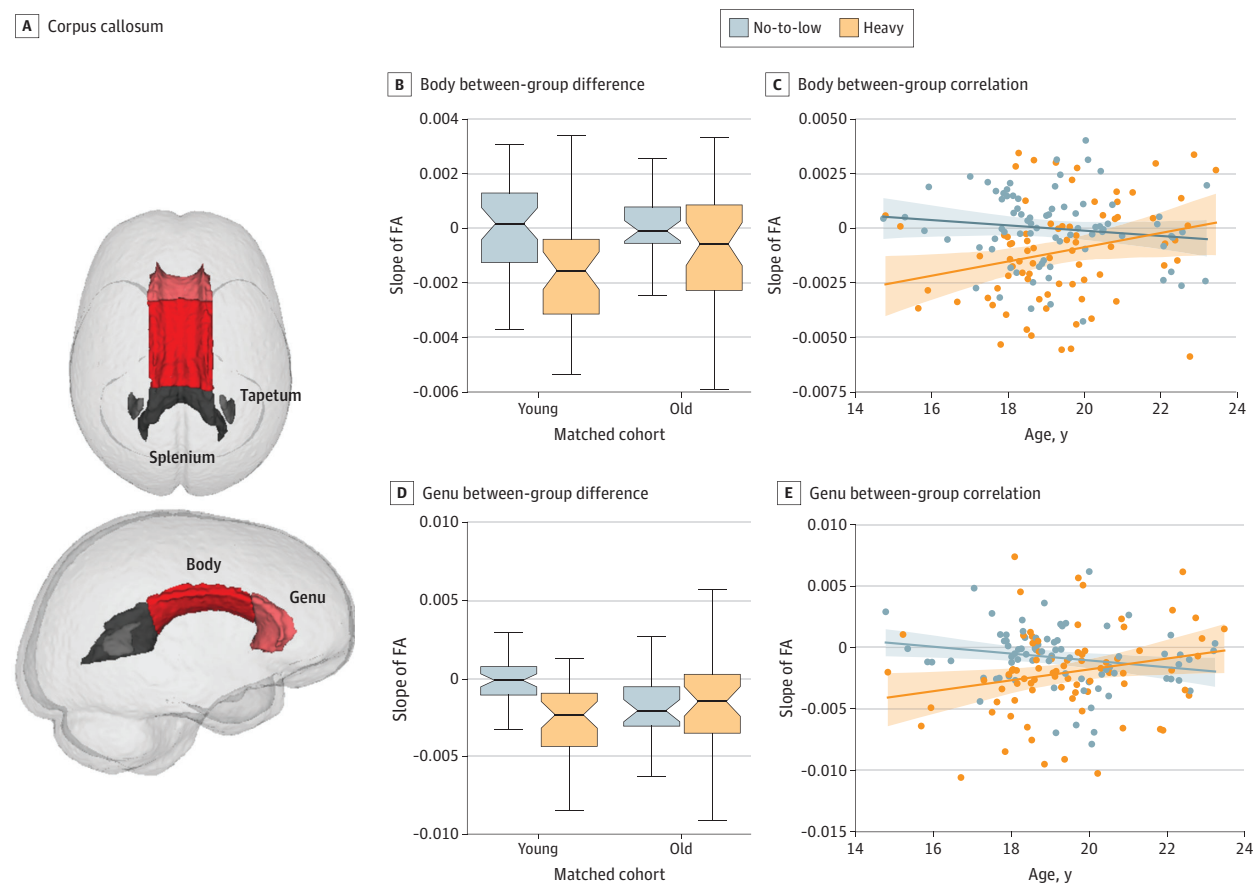 A Corpus callosum
No-to-low Heavy
Tapetum
Splenium
Body
Genu
B Body between-group difference
Slope of FA
0.004
0.002
0
-0.002
-0.004
-0.006
Young Old
Matched cohort
C Body between-group correlation
Slope of FA
0.0050
0.0025
0
-0.0025
-0.0050
-0.0075
14 16 18 20 22 24
Age, y
D Genu between-group difference
Slope of FA
0.010
0.005
0
-0.005
-0.010
Young Old
Matched cohort
E Genu between-group correlation
Slope of FA
0.010
0.005
0
-0.005
-0.010
-0.015
14 16 18 20 22 24
Age, y